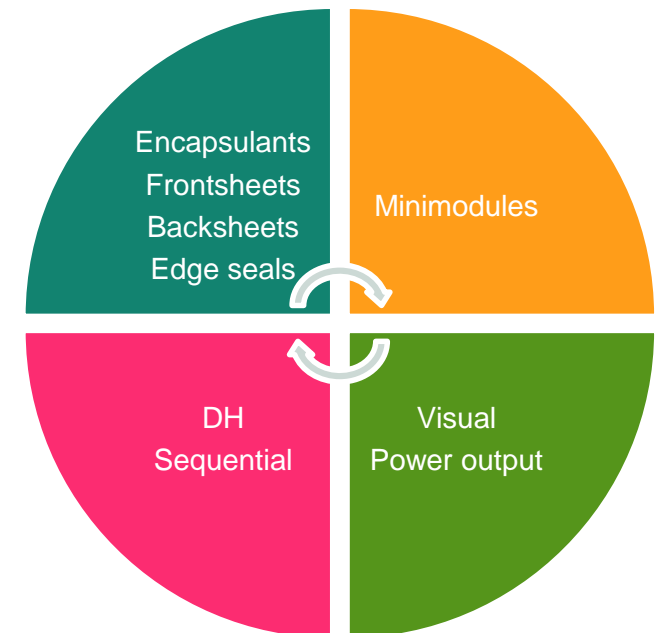 Encapsulants
Frontsheets
Backsheets
Edge seals
Minimodules
DH
Sequential
Visual
Power output